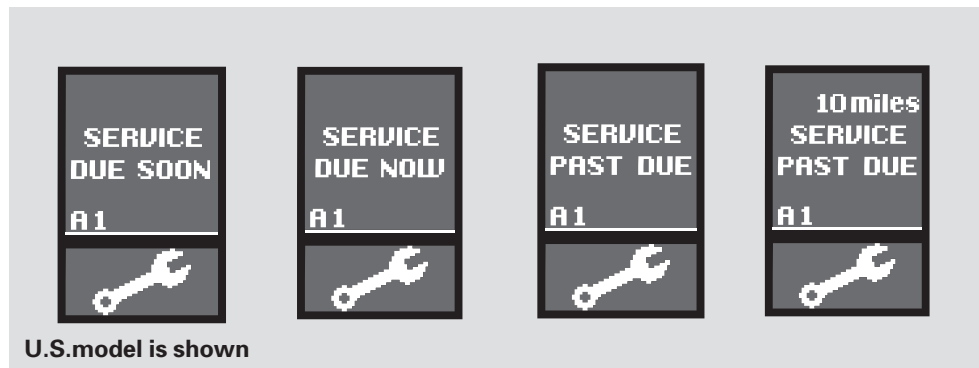 SERVICE
DUE SOON
A1
SERVICE
DUE NOW
A1
SERVICE
PAST DUE
A1
10 miles
SERVICE
PAST DUE
A1
U.S.model is shown